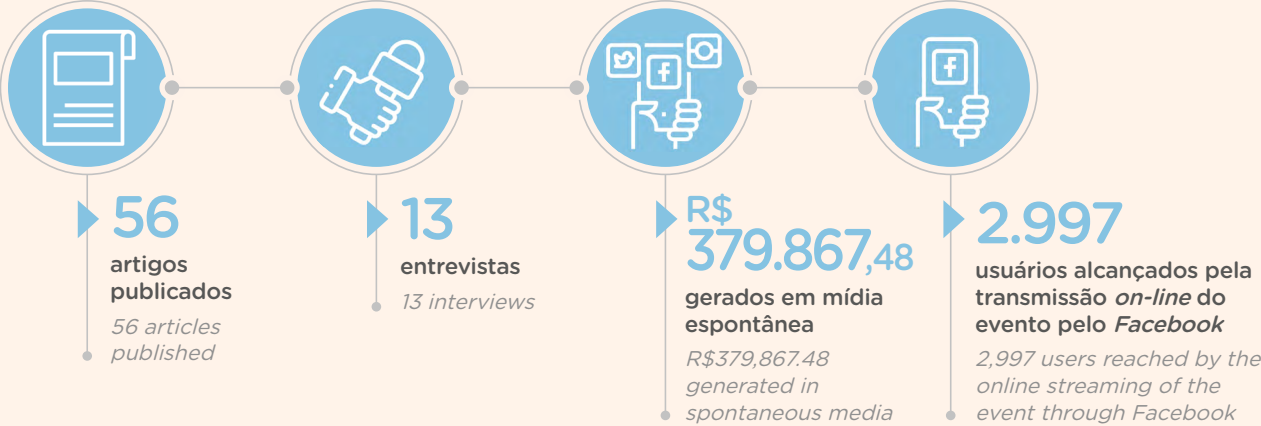 56
artigos
publicados
56 articles
published
13
entrevistas
13 interviews
R$
379.867,48
gerados em mídia
espontânea
R$379,867.48
generated in
spontaneous media
2.997
usuários alcançados pela
transmissão on-line do
evento pelo Facebook
2,997 users reached by the
online streaming of the
event through Facebook